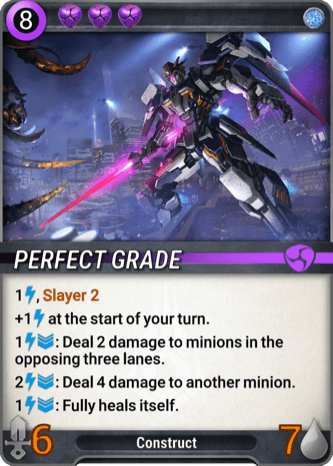 8
PERFECT GRADE
1, Slayer 2
+1 at the start of your turn.
1: Deal 2 damage to minions in the
opposing three lanes.
2: Deal 4 damage to another minion.
1: Fully heals itself.
6 Construct 7